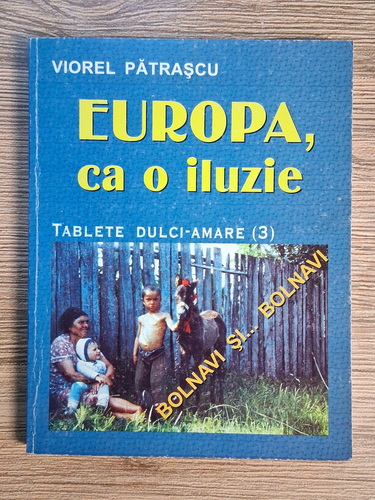 VIOREL PĂTRAŞCU
EUROPA,
ca o iluzie
TABLETE DULCI-AMARE (3)
BOLNAVI ŞI... BOLNAVI